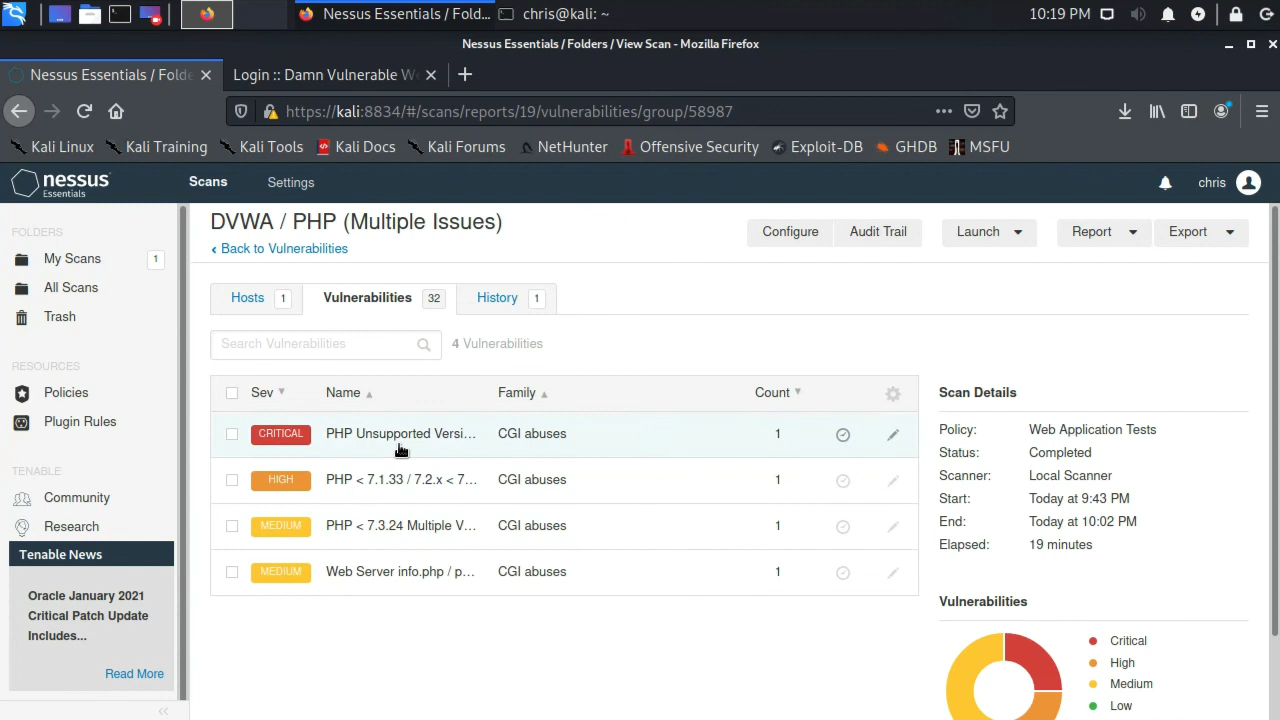 Nessus Essentials / Fold...
chris@kali: ~
10:19 PM
Nessus Essentials / Folders / View Scan - Mozilla Firefox
Nessus Essentials / Folde
Login :: Damn Vulnerable W
https://kali:8834/#/scans/reports/19/vulnerabilities/group/58987
Kali Linux
Kali Training
Kali Tools
Kali Docs
Kali Forums
NetHunter
Offensive Security
Exploit-DB
GHDB
MSFU
nessus
Essentials
Scans
Settings
chris
FOLDERS
My Scans
1
All Scans
Trash
RESOURCES
Policies
Plugin Rules
TENABLE
Community
Research
Tenable News
Oracle January 2021
Critical Patch Update
Includes...
Read More
DVWA / PHP (Multiple Issues)
‹ Back to Vulnerabilities
Configure
Audit Trail
Launch
Report
Export
Hosts 1
Vulnerabilities 32
History 1
Search Vulnerabilities
4 Vulnerabilities
Sev Name Family Count
CRITICAL PHP Unsupported Versi... CGI abuses 1
HIGH PHP < 7.1.33 / 7.2.x < 7... CGI abuses 1
MEDIUM PHP < 7.3.24 Multiple V... CGI abuses 1
MEDIUM Web Server info.php / p... CGI abuses 1
Scan Details
Policy: Web Application Tests
Status: Completed
Scanner: Local Scanner
Start: Today at 9:43 PM
End: Today at 10:02 PM
Elapsed: 19 minutes
Vulnerabilities
Critical
High
Medium
Low